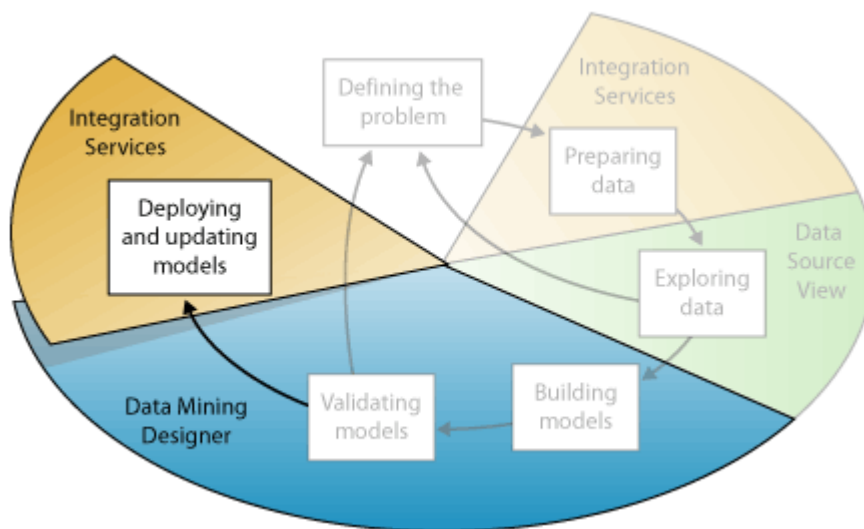 Integration
Services
Deploying
and updating
models
Defining the
problem
Integration
Services
Preparing
data
Data
Source
View
Exploring
data
Building
models
Validating
models
Data Mining
Designer